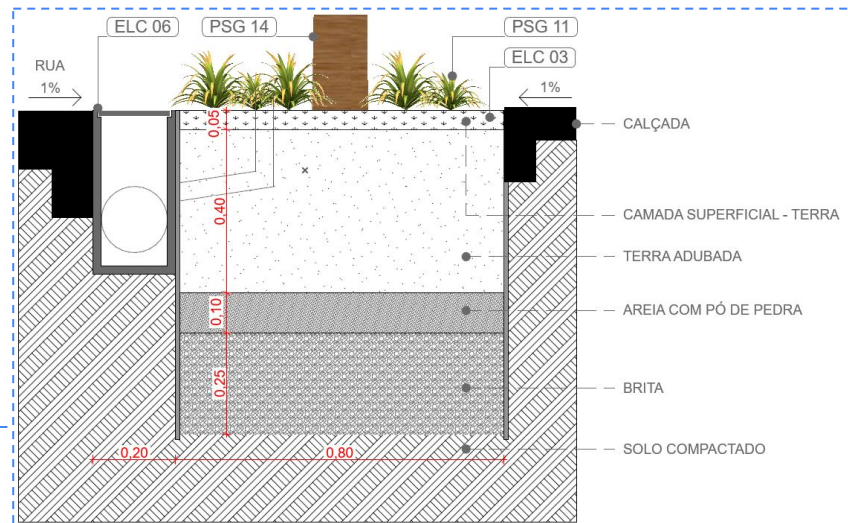 ELC 06
PSG 14
PSG 11
ELC 03
RUA
1%
1%
0,05
CALÇADA
0,40
CAMADA SUPERFICIAL - TERRA
TERRA ADUBADA
0,10
AREIA COM PÓ DE PEDRA
0,25
BRITA
0,20
0,80
SOLO COMPACTADO